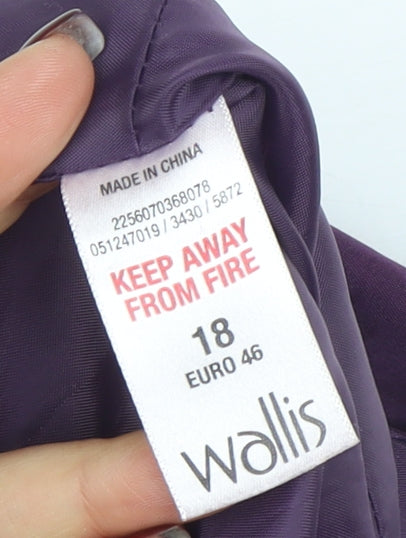 MADE IN CHINA
2256070368078
051247019 / 3430 / 5872
KEEP AWAY
FROM FIRE
18
EURO 46
wallis